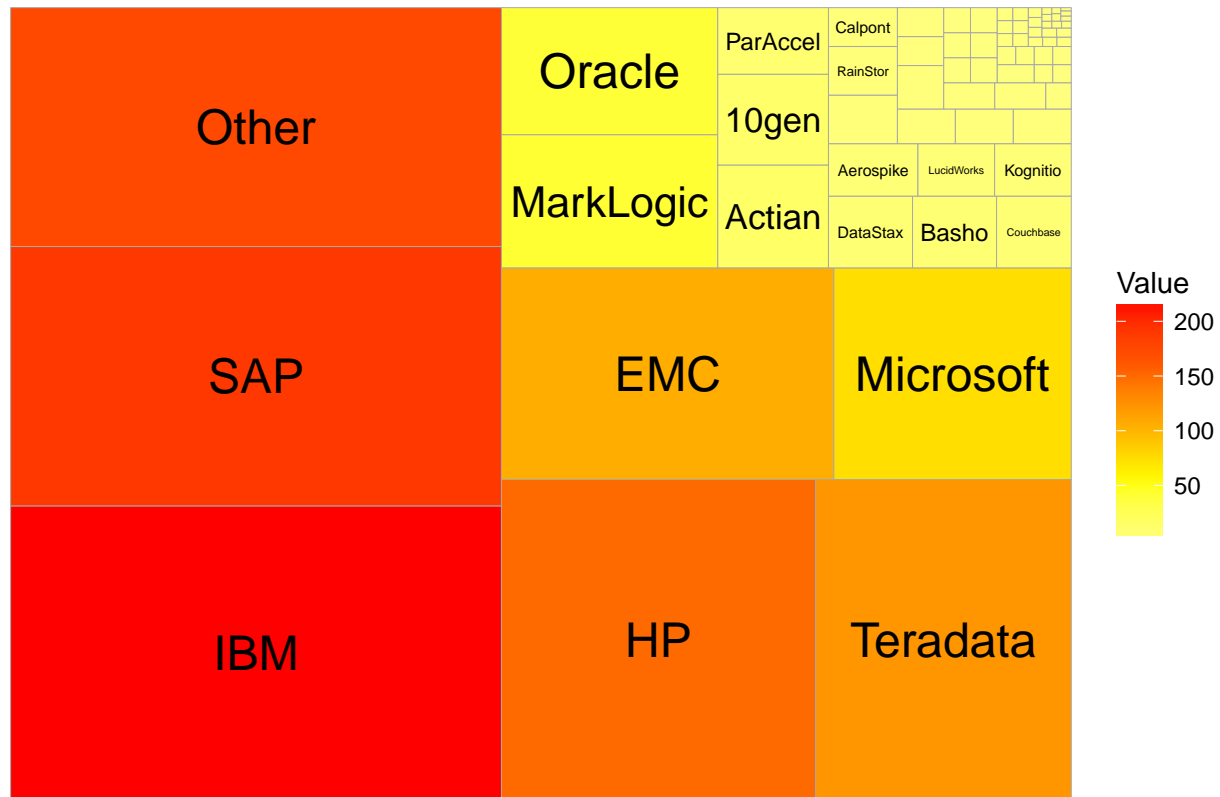 Other
Oracle
ParAccel
Calpont
RainStor
10gen
MarkLogic
Actian
Aerospike
LucidWorks
Kognitio
DataStax
Basho
Couchbase
SAP
EMC
Microsoft
IBM
HP
Teradata
Value
200
150
100
50